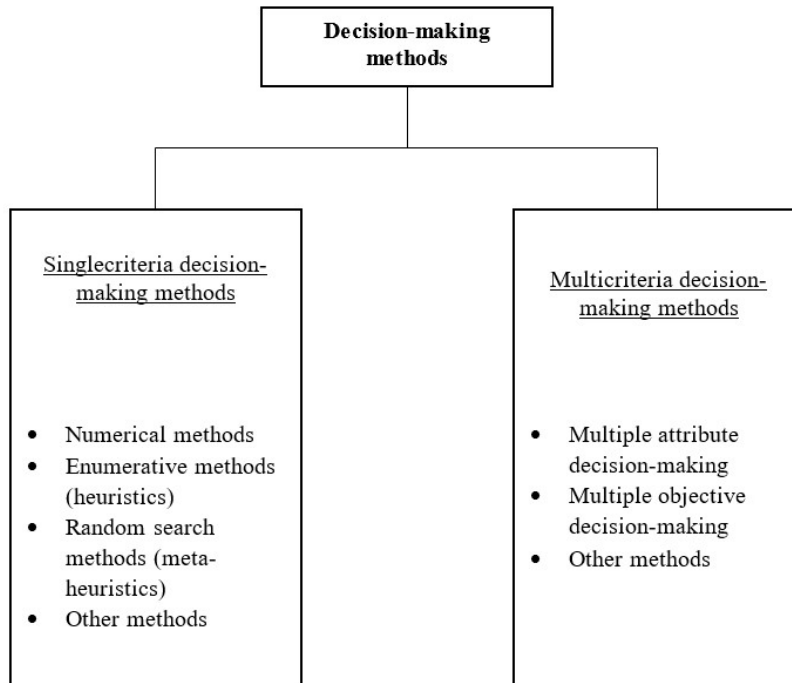 Decision-making
methods
Singlecriteria decision-
making methods
• Numerical methods
• Enumerative methods
(heuristics)
• Random search
methods (meta-
heuristics)
• Other methods
Multicriteria decision-
making methods
• Multiple attribute
decision-making
• Multiple objective
decision-making
• Other methods